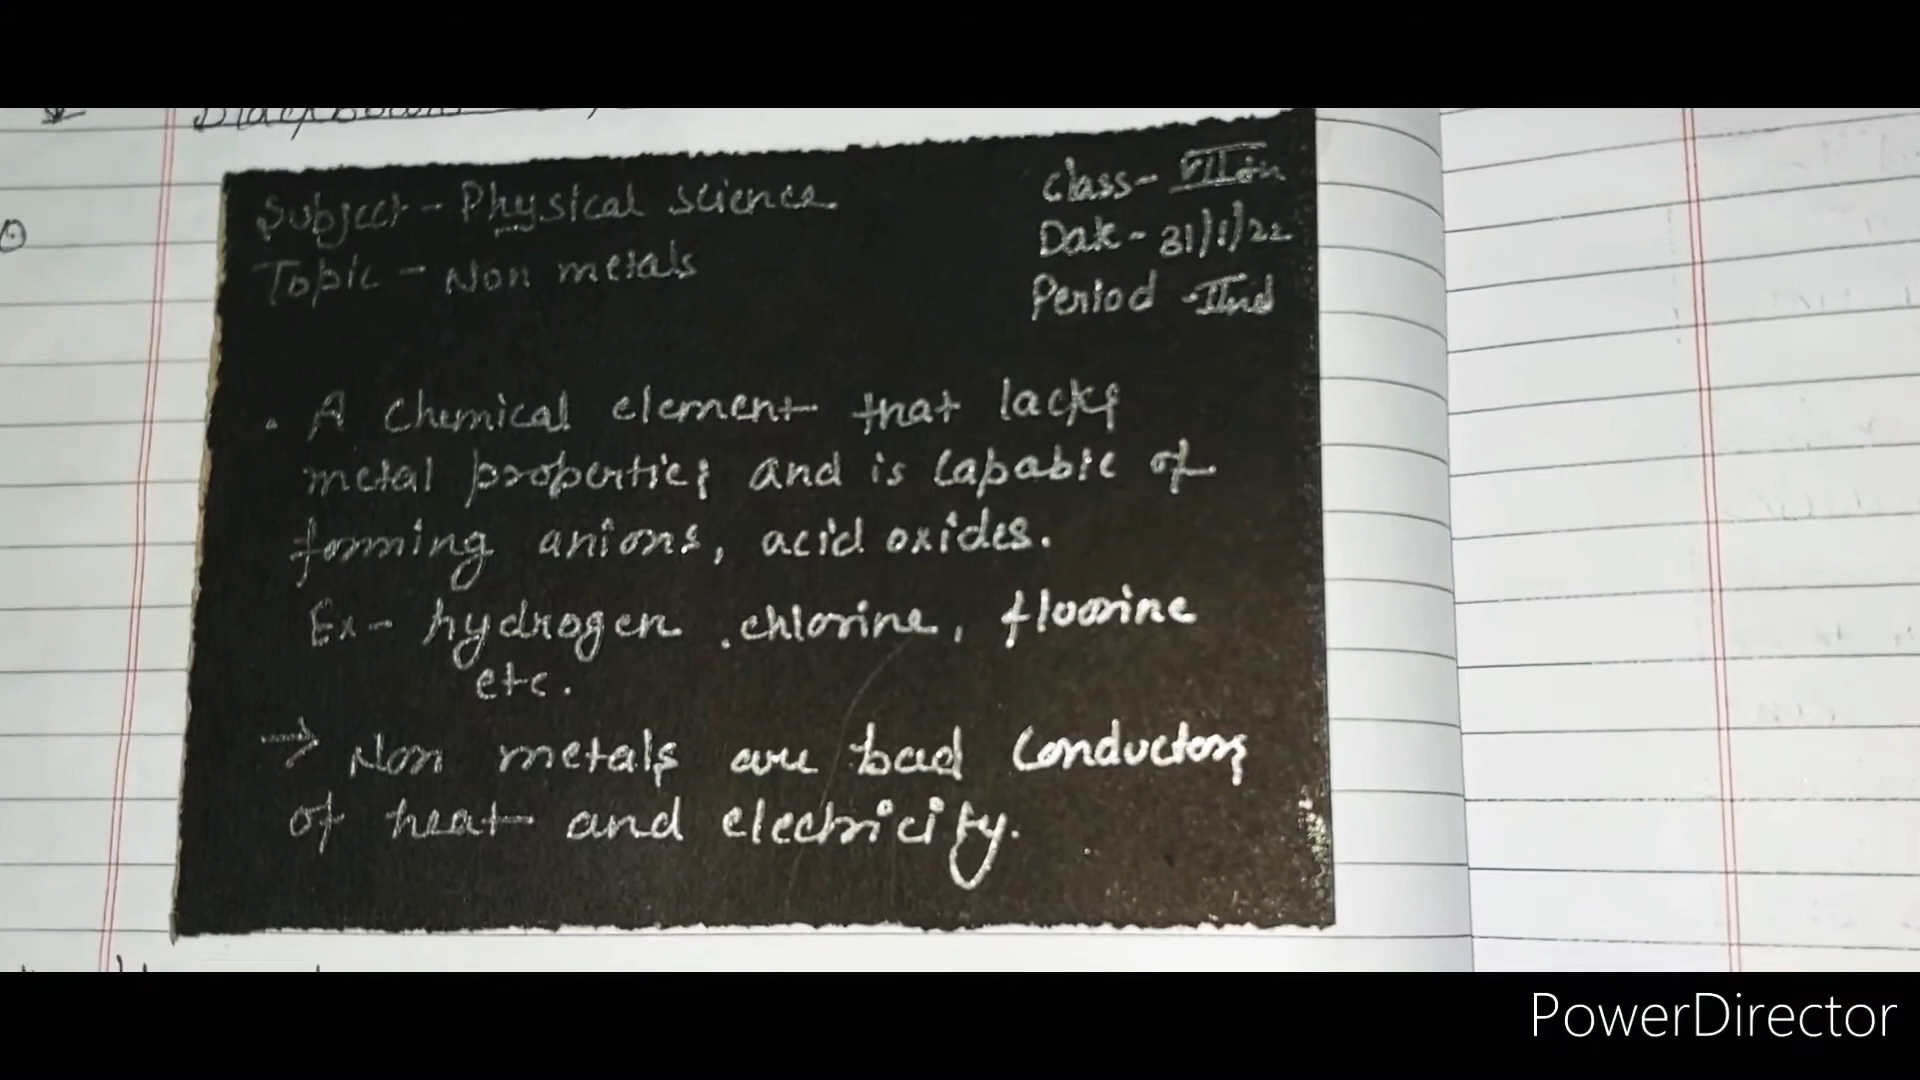 Subject - Physical science
Topic - Non metals
Class - VIIth
Date - 31/1/22
Period - IInd
. A chemical element that lacks
metal properties and is capable of
forming anions, acid oxides.
Ex - hydrogen, chlorine, fluorine
etc.
→ Non metals are bad conductors
of heat and electricity.
PowerDirector